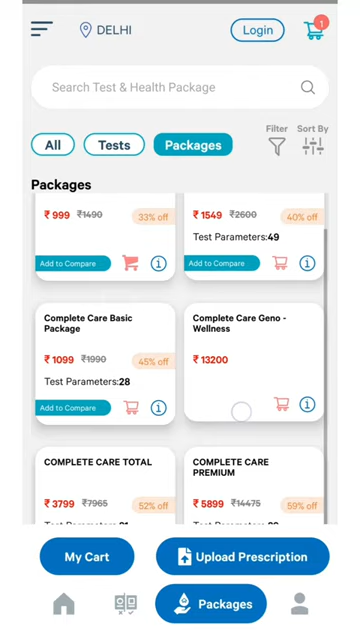 DELHI
Login
1
Search Test & Health Package
Filter
Sort By
All
Tests
Packages
Packages
₹ 999 ₹1490
33% off
Add to Compare
₹ 1549 ₹2600
40% off
Test Parameters:49
Add to Compare
Complete Care Basic
Package
₹ 1099 ₹1990
45% off
Test Parameters:28
Add to Compare
Complete Care Geno -
Wellness
₹ 13200
COMPLETE CARE TOTAL
₹ 3799 ₹7965
52% off
COMPLETE CARE
PREMIUM
₹ 5899 ₹14475
59% off
My Cart
Upload Prescription
Packages